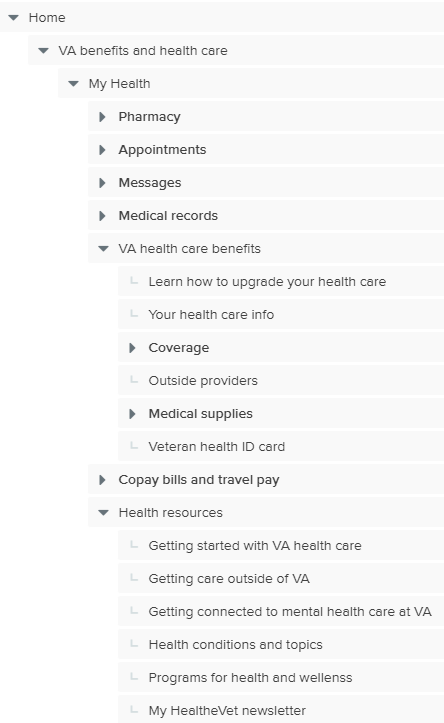 Home
VA benefits and health care
My Health
Pharmacy
Appointments
Messages
Medical records
VA health care benefits
Learn how to upgrade your health care
Your health care info
Coverage
Outside providers
Medical supplies
Veteran health ID card
Copay bills and travel pay
Health resources
Getting started with VA health care
Getting care outside of VA
Getting connected to mental health care at VA
Health conditions and topics
Programs for health and wellenss
My HealtheVet newsletter